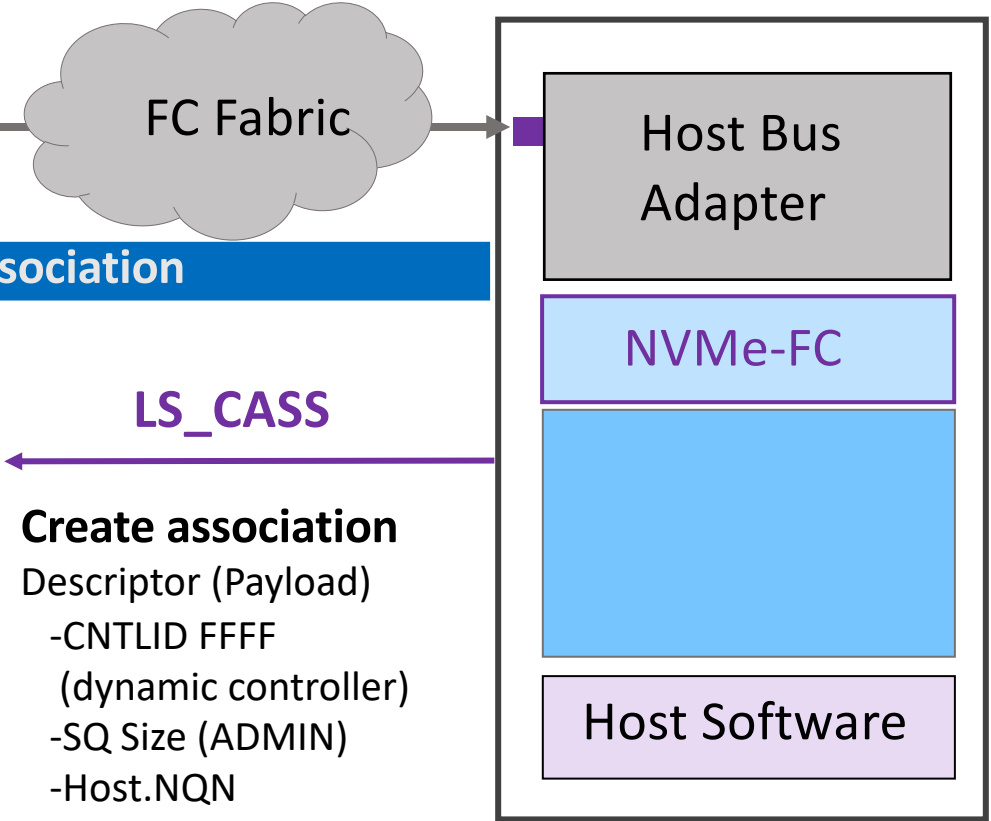 FC Fabric
Host Bus
Adapter
sociation
NVMe-FC
LS_CASS
Create association
Descriptor (Payload)
-CNTLID FFFF
(dynamic controller)
-SQ Size (ADMIN)
-Host.NQN
Host Software